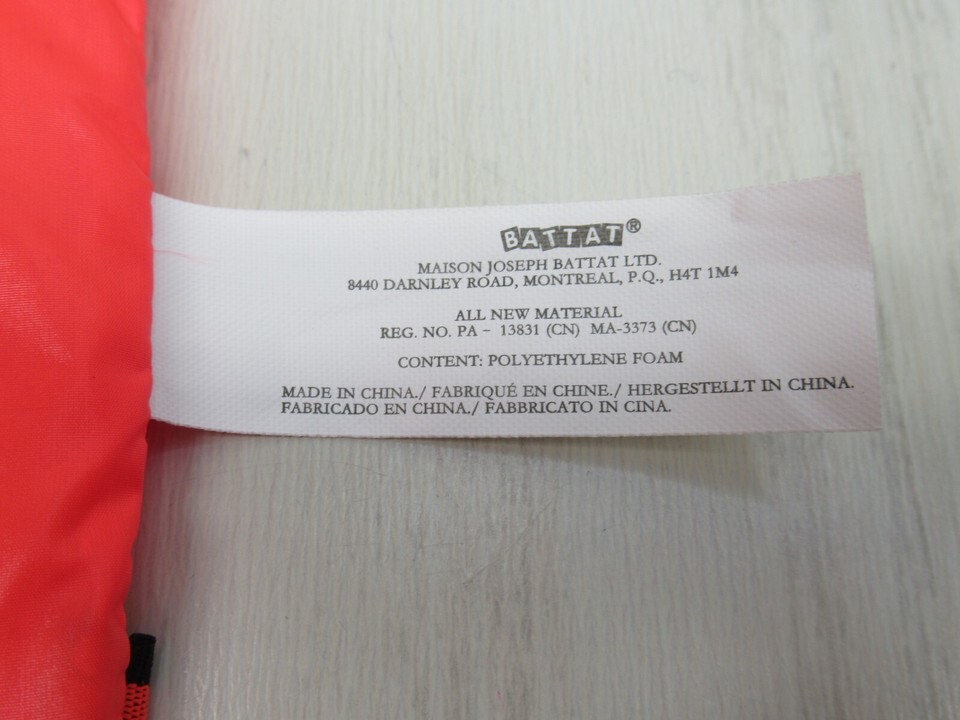 BATTAT®
MAISON JOSEPH BATTAT LTD.
8440 DARNLEY ROAD, MONTREAL, P.Q., H4T 1M4
ALL NEW MATERIAL
REG. NO. PA - 13831 (CN) MA-3373 (CN)
CONTENT: POLYETHYLENE FOAM
MADE IN CHINA./ FABRIQUÉ EN CHINE./ HERGESTELLT IN CHINA.
FABRICADO EN CHINA./ FABBRICATO IN CINA.